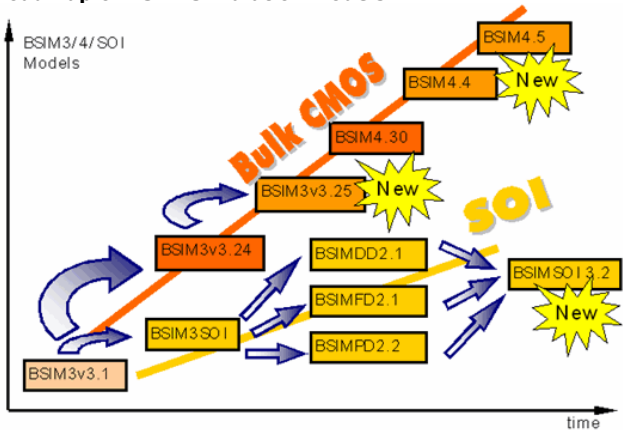 BSIM3/4/SOI
Models
BSIM4.5
New
BSIM4.4
Bulk CMOS
BSIM4.30
BSIM3v3.25
New
SOI
BSIM3v3.24
BSIMDD2.1
BSIMSOI3.2
BSIMFD2.1
New
BSIM3SOI
BSIMPD2.2
BSIM3v3.1
time